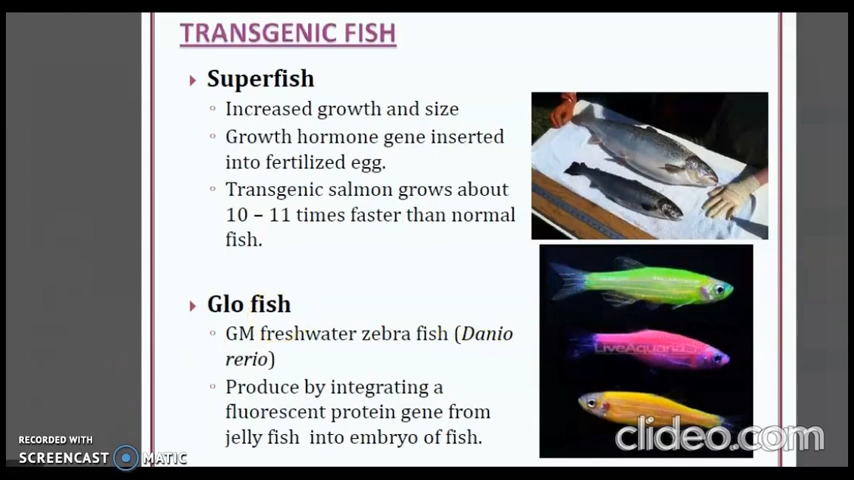 TRANSGENIC FISH
Superfish
Increased growth and size
Growth hormone gene inserted
into fertilized egg.
Transgenic salmon grows about
10 – 11 times faster than normal
fish.
Glo fish
GM freshwater zebra fish (Danio
rerio)
Produce by integrating a
fluorescent protein gene from
jelly fish into embryo of fish.
LiveAquaria
RECORDED WITH
SCREENCAST MATIC
clideo.com